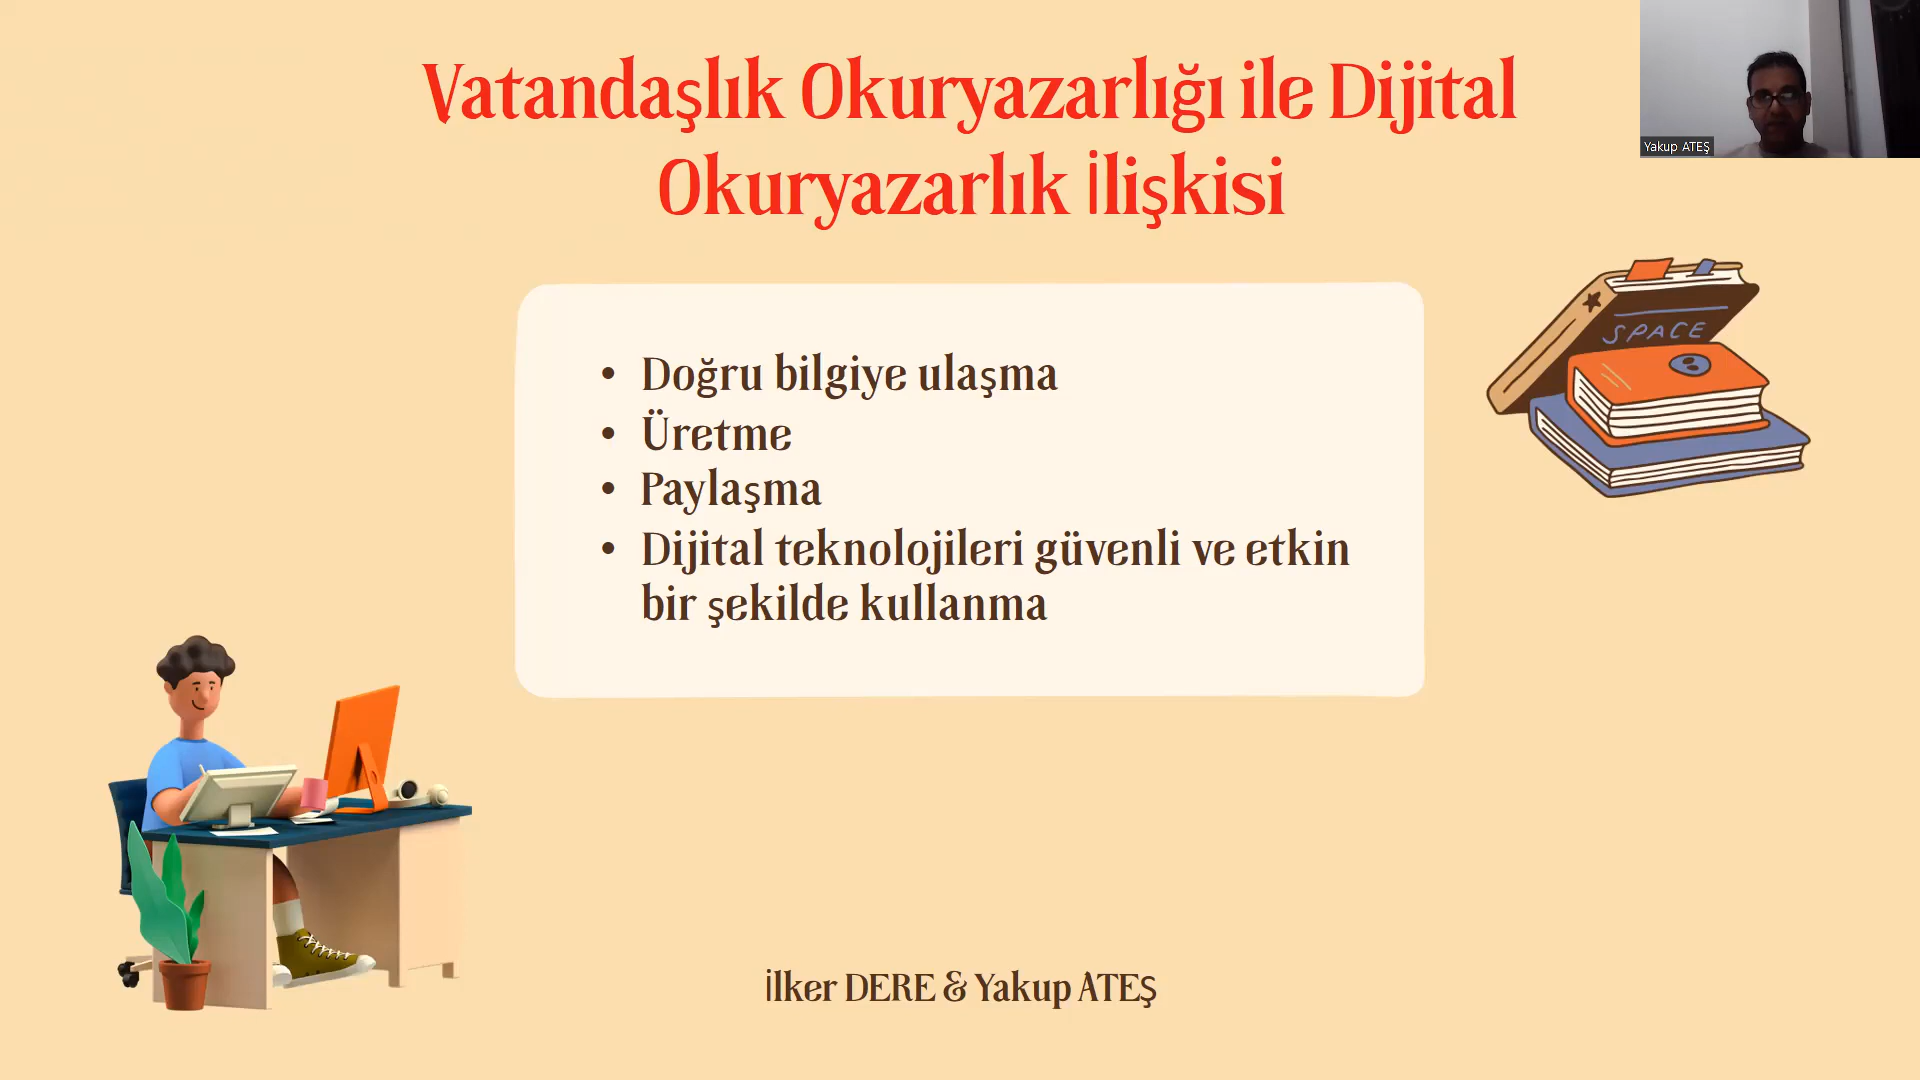 Vatandaşlık Okuryazarlığı ile Dijital
Okuryazarlık İlişkisi
Yakup ATEŞ
SPACE
• Doğru bilgiye ulaşma
• Üretme
• Paylaşma
• Dijital teknolojileri güvenli ve etkin
bir şekilde kullanma
İlker DERE & Yakup ATEŞ